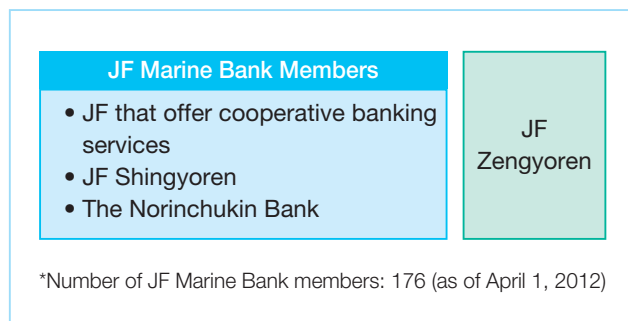 JF Marine Bank Members
• JF that offer cooperative banking
services
• JF Shingyoren
• The Norinchukin Bank
JF
Zengyoren
*Number of JF Marine Bank members: 176 (as of April 1, 2012)